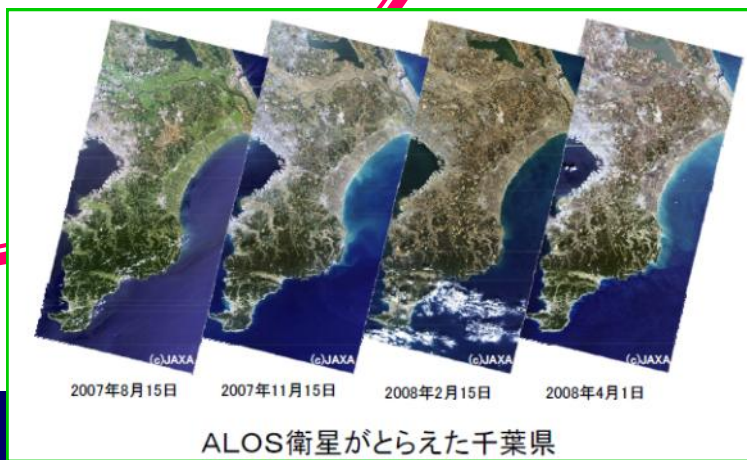 (c)JAXA
(c)JAXA
(c)JAXA
(c)JAXA
2007年8月15日
2007年11月15日
2008年2月15日
2008年4月1日
ALOS衛星がとらえた千葉県